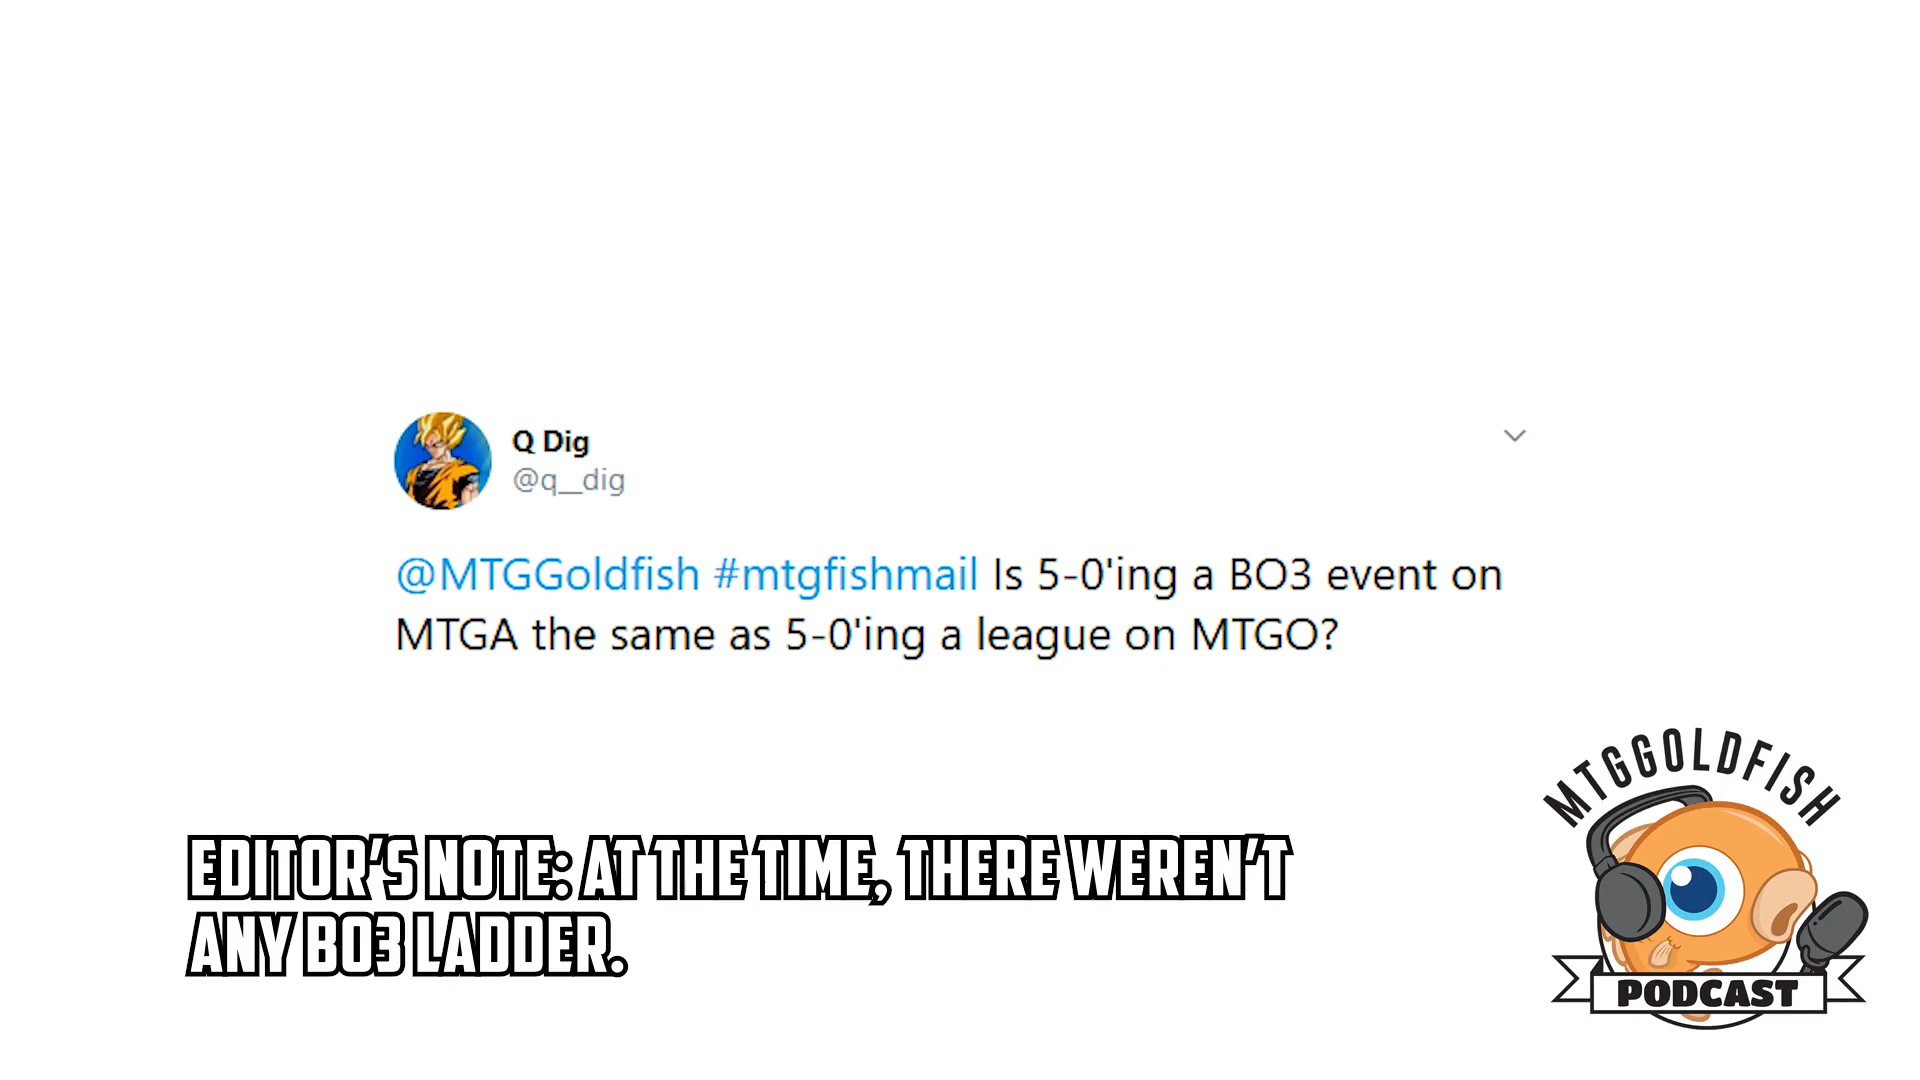 Q Dig
@q__dig
@MTGGoldfish #mtgfishmail Is 5-0'ing a BO3 event on
MTGA the same as 5-0'ing a league on MTGO?
MTGGOLDFISH
PODCAST
EDITOR'S NOTE: AT THE TIME, THERE WEREN'T
ANY BO3 LADDER.